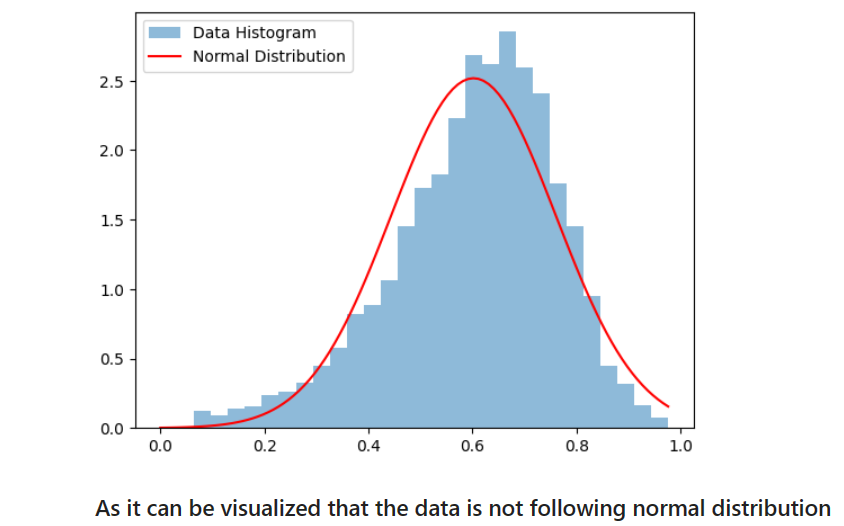 Data Histogram
Normal Distribution
2.5
2.0
1.5
1.0
0.5
0.0
0.0 0.2 0.4 0.6 0.8 1.0
As it can be visualized that the data is not following normal distribution